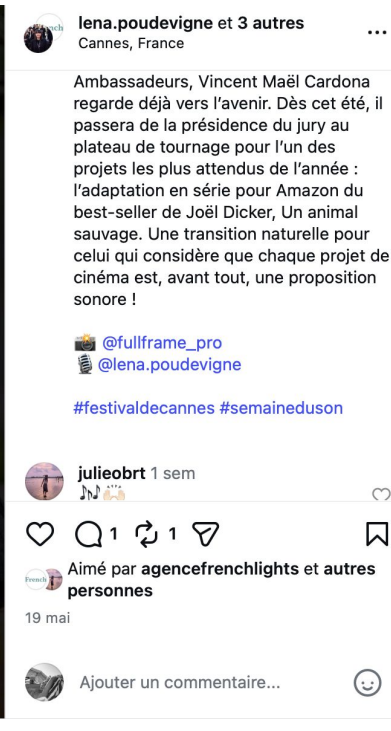 lena.poudevigne et 3 autres
Cannes, France
Ambassadeurs, Vincent Maël Cardona
regarde déjà vers l'avenir. Dès cet été, il
passera de la présidence du jury au
plateau de tournage pour l'un des
projets les plus attendus de l'année :
l'adaptation en série pour Amazon du
best-seller de Joël Dicker, Un animal
sauvage. Une transition naturelle pour
celui qui considère que chaque projet de
cinéma est, avant tout, une proposition
sonore !
📸 @fullframe_pro
🎙️ @lena.poudevigne
#festivaldecannes #semaineduson
julieobrt 1 sem
🎶🙌🏻
1 1
French
Aimé par agencefrenchlights et autres
personnes
19 mai
Ajouter un commentaire...